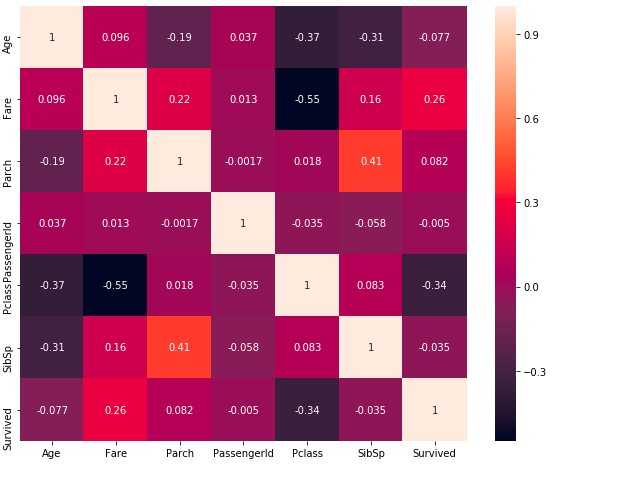 Age 1 0.096 -0.19 0.037 -0.37 -0.31 -0.077
Fare 0.096 1 0.22 0.013 -0.55 0.16 0.26
Parch -0.19 0.22 1 -0.0017 0.018 0.41 0.082
PassengerId 0.037 0.013 -0.0017 1 -0.035 -0.058 -0.005
Pclass -0.37 -0.55 0.018 -0.035 1 0.083 -0.34
SibSp -0.31 0.16 0.41 -0.058 0.083 1 -0.035
Survived -0.077 0.26 0.082 -0.005 -0.34 -0.035 1
Age Fare Parch PassengerId Pclass SibSp Survived
0.9
0.6
0.3
0.0
−0.3